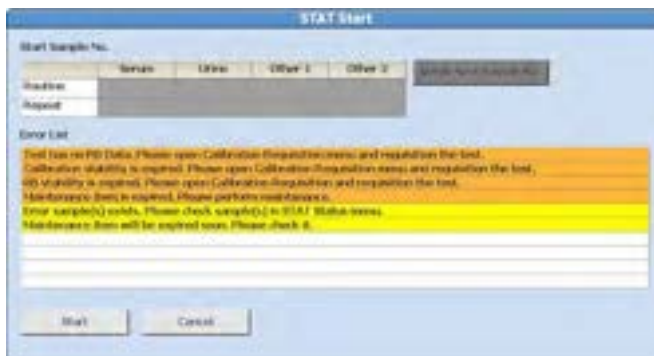 STAT Start
Start Sample No.
Serum Urine Other 1 Other 2
Routine
Repeat
Error List
Test has no RB Data. Please open Calibration Requisition menu and requisition the test.
Calibration stability is expired. Please open Calibration Requisition menu and requisition the test.
RB stability is expired. Please open Calibration Requisition and requisition the test.
Maintenance item is expired. Please perform maintenance.
Error sample(s) exists. Please check sample(s) in STAT Status menu.
Maintenance item will be expired soon. Please check it.
Start Cancel